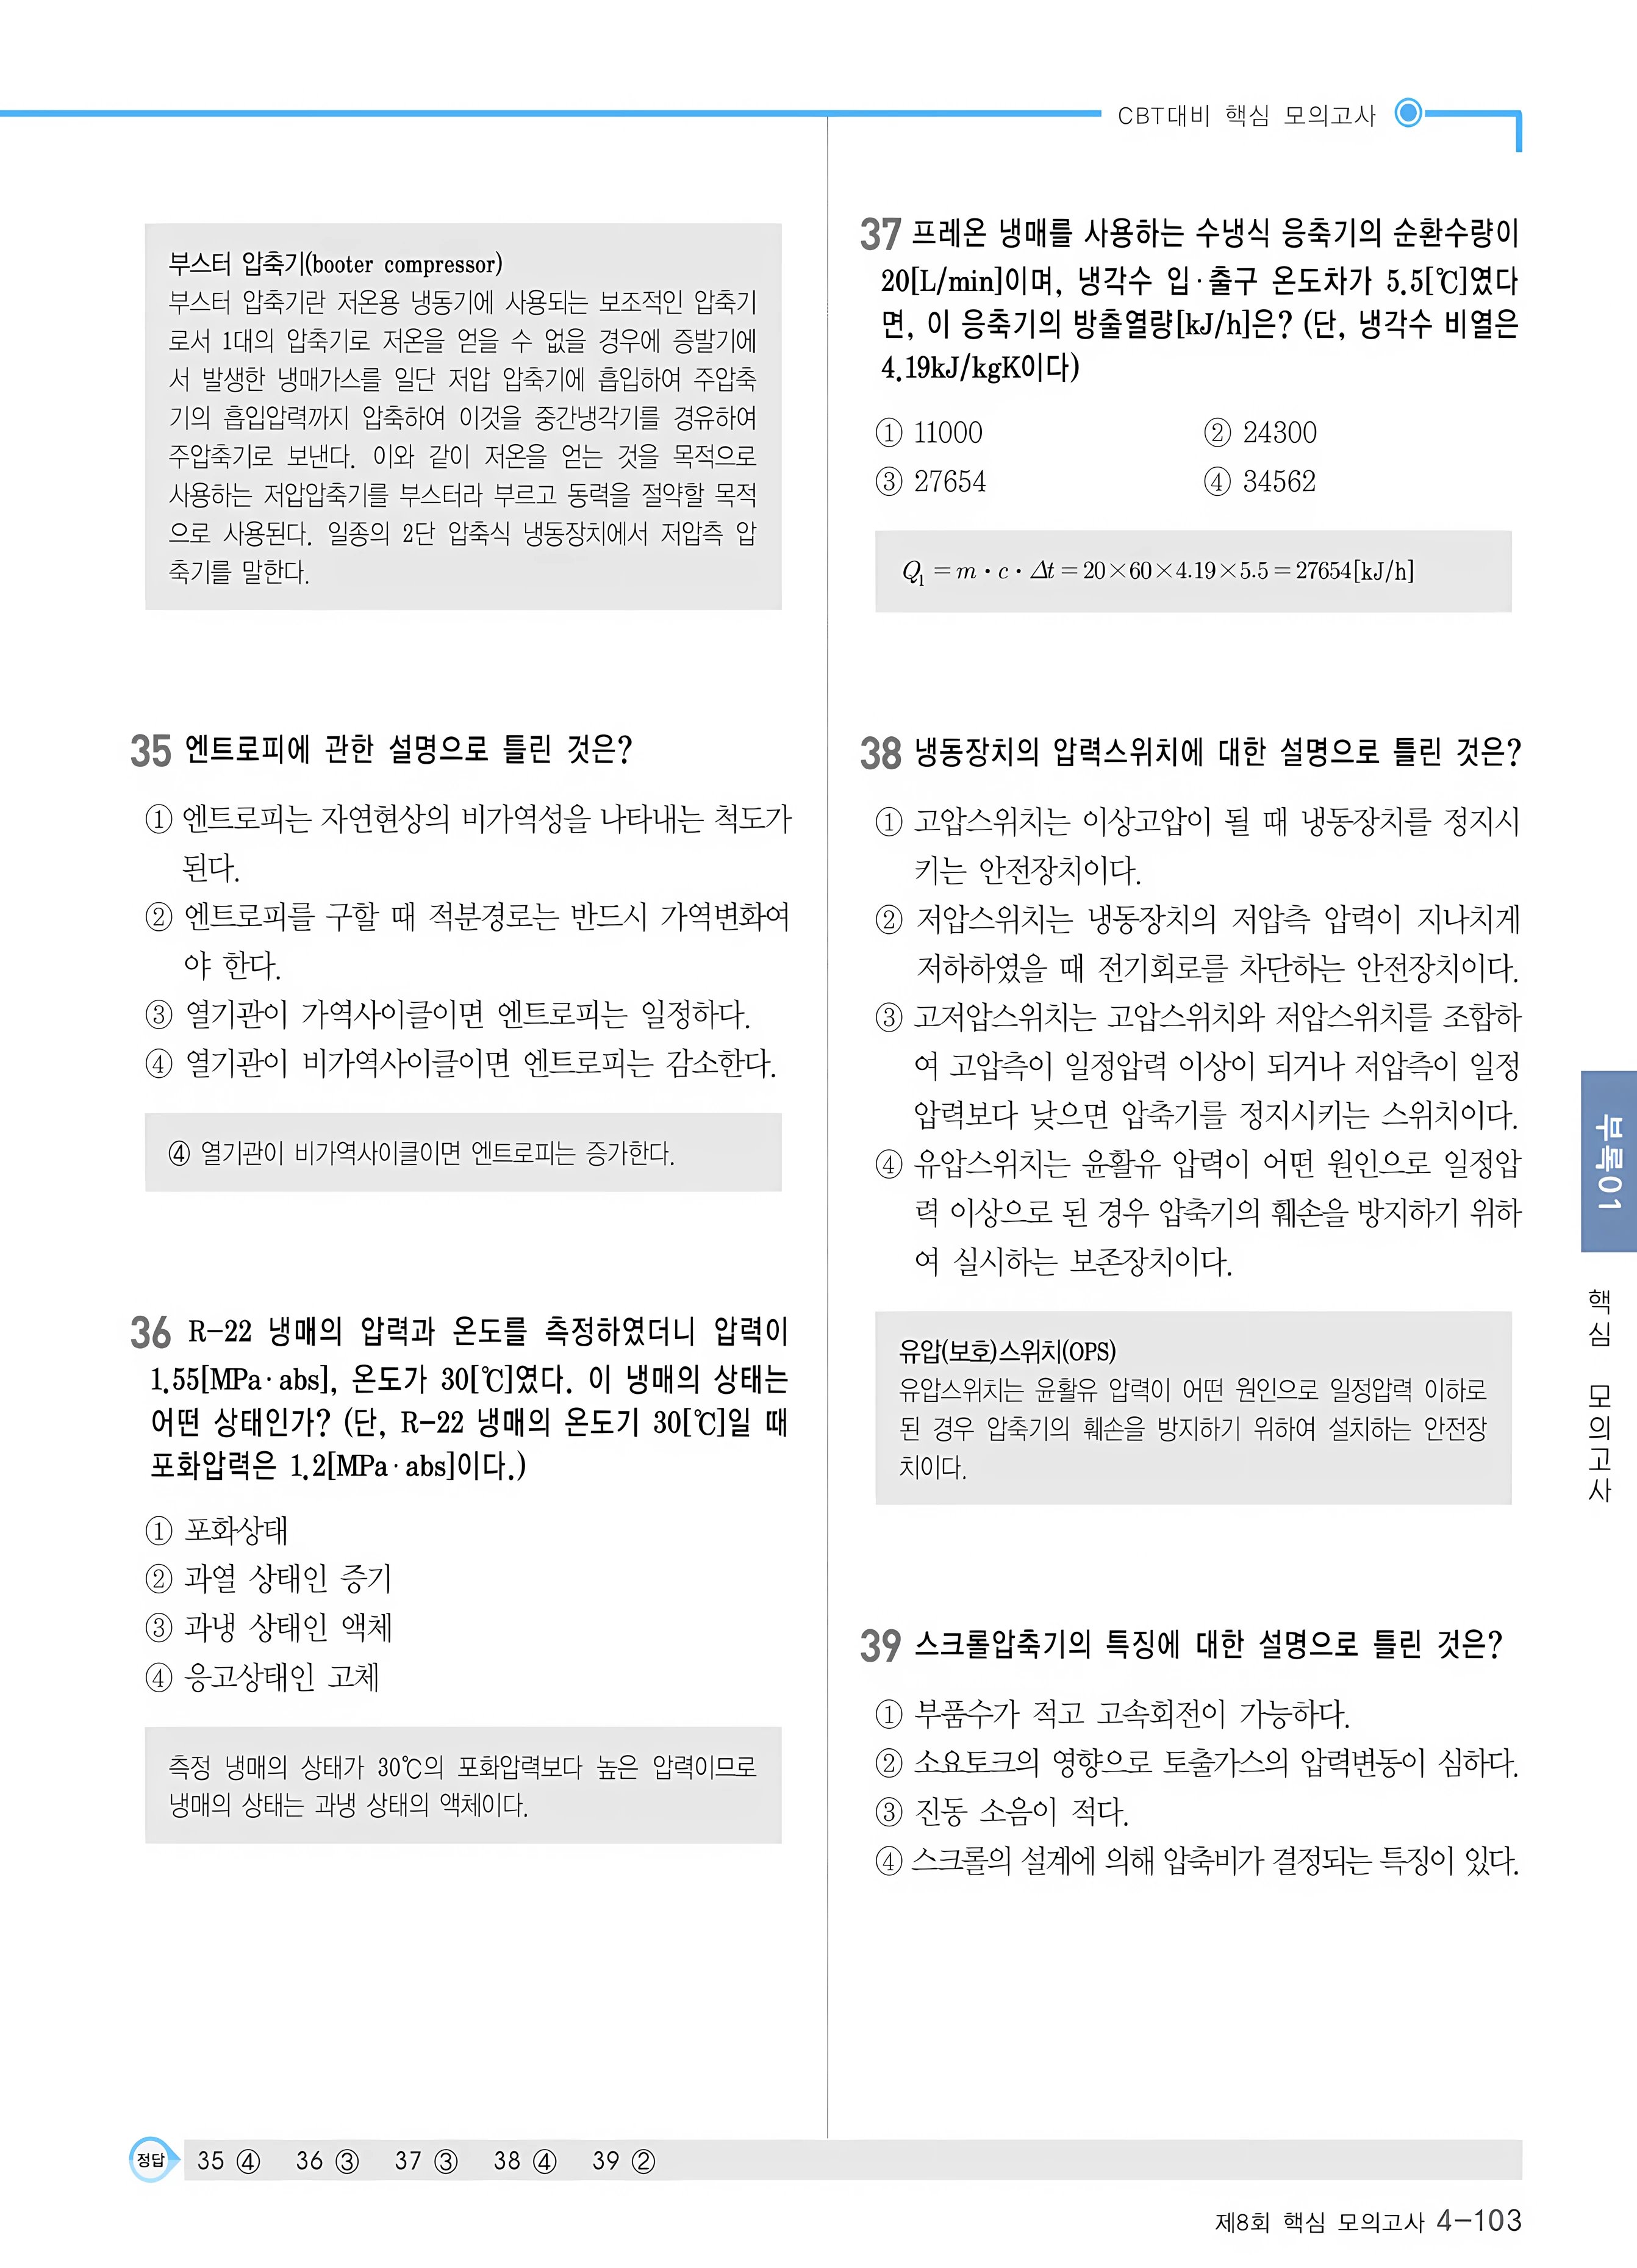 CBT대비 핵심 모의고사
부스터 압축기(booter compressor)
부스터 압축기란 저온용 냉동기에 사용되는 보조적인 압축기
로서 1대의 압축기로 저온을 얻을 수 없을 경우에 증발기에
서 발생한 냉매가스를 일단 저압 압축기에 흡입하여 주압축
기의 흡입압력까지 압축하여 이것을 중간냉각기를 경유하여
주압축기로 보낸다. 이와 같이 저온을 얻는 것을 목적으로
사용하는 저압압축기를 부스터라 부르고 동력을 절약할 목적
으로 사용된다. 일종의 2단 압축식 냉동장치에서 저압측 압
축기를 말한다.
35 엔트로피에 관한 설명으로 틀린 것은?
① 엔트로피는 자연현상의 비가역성을 나타내는 척도가
된다.
② 엔트로피를 구할 때 적분경로는 반드시 가역변화여
야 한다.
③ 열기관이 가역사이클이면 엔트로피는 일정하다.
④ 열기관이 비가역사이클이면 엔트로피는 감소한다.
④ 열기관이 비가역사이클이면 엔트로피는 증가한다.
36 R-22 냉매의 압력과 온도를 측정하였더니 압력이
1.55[MPa·abs], 온도가 30[℃]였다. 이 냉매의 상태는
어떤 상태인가? (단, R-22 냉매의 온도기 30[℃]일 때
포화압력은 1.2[MPa·abs]이다.)
① 포화상태
② 과열 상태인 증기
③ 과냉 상태인 액체
④ 응고상태인 고체
측정 냉매의 상태가 30℃의 포화압력보다 높은 압력이므로
냉매의 상태는 과냉 상태의 액체이다.
37 프레온 냉매를 사용하는 수냉식 응축기의 순환수량이
20[L/min]이며, 냉각수 입·출구 온도차가 5.5[℃]였다
면, 이 응축기의 방출열량[kJ/h]은? (단, 냉각수 비열은
4.19kJ/kgK이다)
① 11000 ② 24300
③ 27654 ④ 34562
Q₁ = m · c · Δt = 20×60×4.19×5.5 = 27654[kJ/h]
38 냉동장치의 압력스위치에 대한 설명으로 틀린 것은?
① 고압스위치는 이상고압이 될 때 냉동장치를 정지시
키는 안전장치이다.
② 저압스위치는 냉동장치의 저압측 압력이 지나치게
저하하였을 때 전기회로를 차단하는 안전장치이다.
③ 고저압스위치는 고압스위치와 저압스위치를 조합하
여 고압측이 일정압력 이상이 되거나 저압측이 일정
압력보다 낮으면 압축기를 정지시키는 스위치이다.
④ 유압스위치는 윤활유 압력이 어떤 원인으로 일정압
력 이상으로 된 경우 압축기의 훼손을 방지하기 위하
여 실시하는 보존장치이다.
유압(보호)스위치(OPS)
유압스위치는 윤활유 압력이 어떤 원인으로 일정압력 이하로
된 경우 압축기의 훼손을 방지하기 위하여 설치하는 안전장
치이다.
39 스크롤압축기의 특징에 대한 설명으로 틀린 것은?
① 부품수가 적고 고속회전이 가능하다.
② 소요토크의 영향으로 토출가스의 압력변동이 심하다.
③ 진동 소음이 적다.
④ 스크롤의 설계에 의해 압축비가 결정되는 특징이 있다.
부록01
핵심 모의고사
정답 35 ④ 36 ③ 37 ③ 38 ④ 39 ②
제8회 핵심 모의고사 4-103